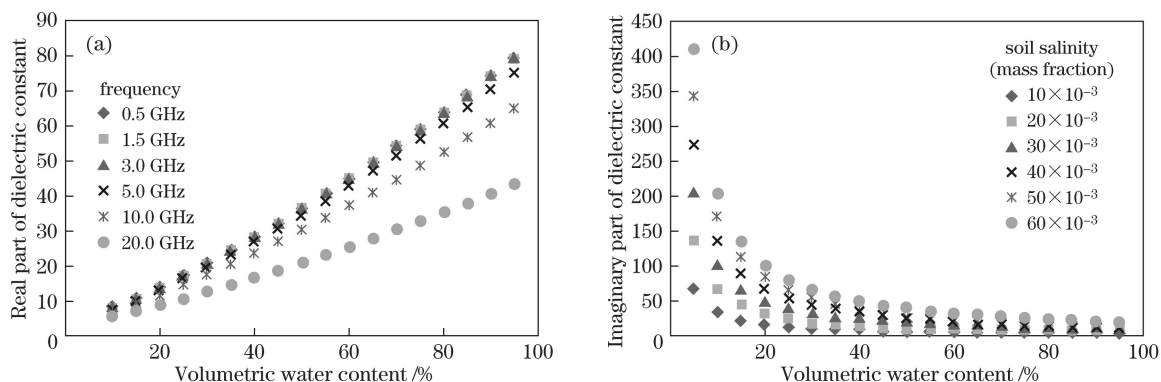 (a)
Real part of dielectric constant
90
80
70
60
50
40
30
20
10
0
frequency
0.5 GHz
1.5 GHz
3.0 GHz
5.0 GHz
10.0 GHz
20.0 GHz
20
40
60
80
100
Volumetric water content /%
(b)
Imaginary part of dielectric constant
450
400
350
300
250
200
150
100
50
0
soil salinity
(mass fraction)
10×10⁻³
20×10⁻³
30×10⁻³
40×10⁻³
50×10⁻³
60×10⁻³
20
40
60
80
100
Volumetric water content /%